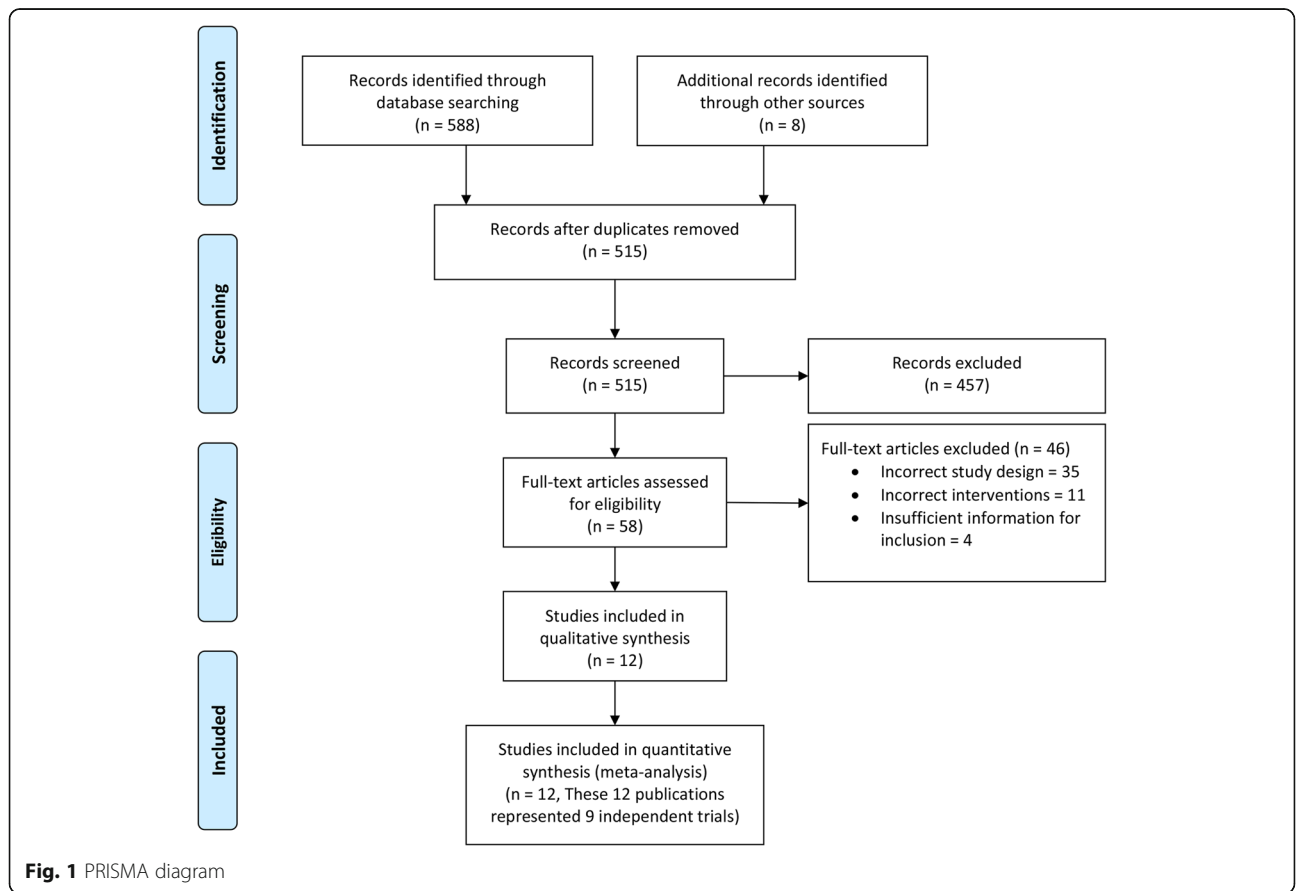 Identification
Records identified through
database searching
(n = 588)
Additional records identified
through other sources
(n = 8)
Records after duplicates removed
(n = 515)
Screening
Records screened
(n = 515)
Records excluded
(n = 457)
Eligibility
Full-text articles assessed
for eligibility
(n = 58)
Full-text articles excluded (n = 46)
• Incorrect study design = 35
• Incorrect interventions = 11
• Insufficient information for
inclusion = 4
Studies included in
qualitative synthesis
(n = 12)
Included
Studies included in quantitative
synthesis (meta-analysis)
(n = 12, These 12 publications
represented 9 independent trials)
Fig. 1 PRISMA diagram